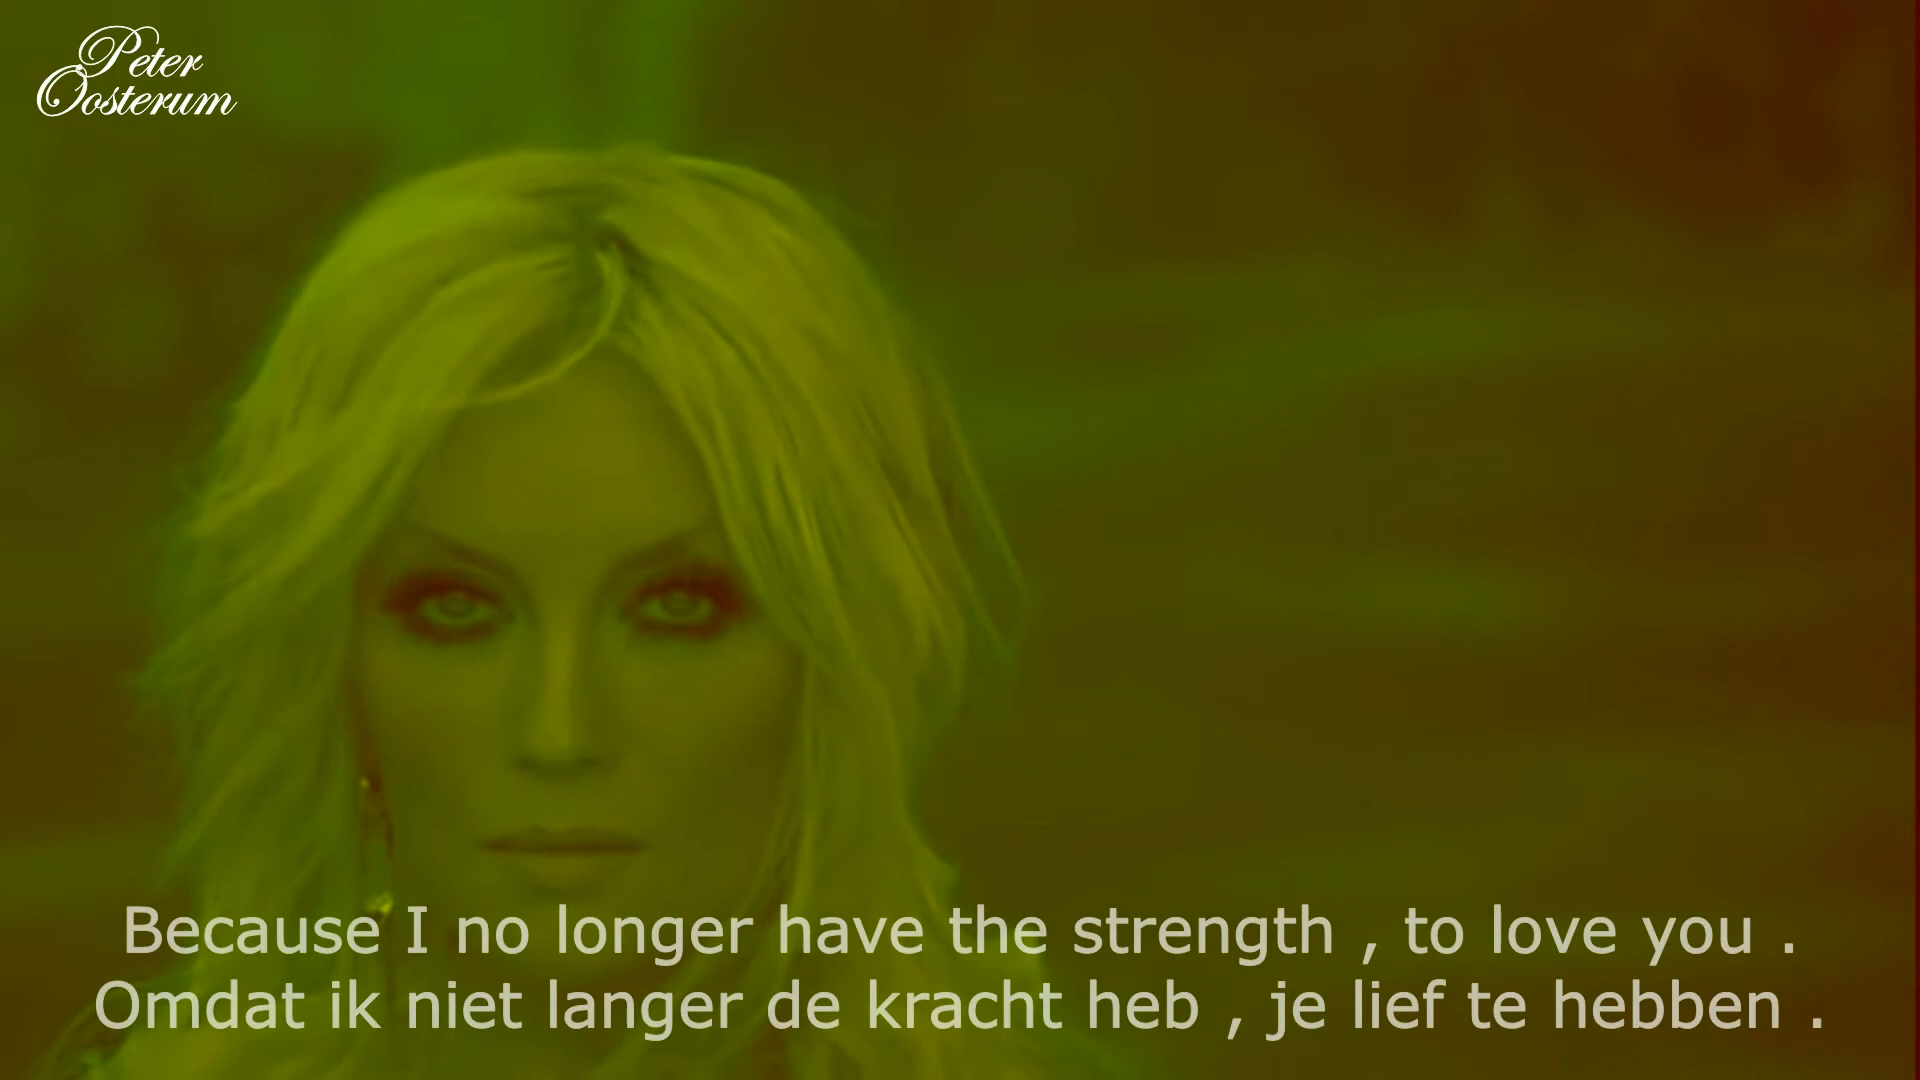 Peter
Oosterum
Because I no longer have the strength , to love you .
Omdat ik niet langer de kracht heb , je lief te hebben .